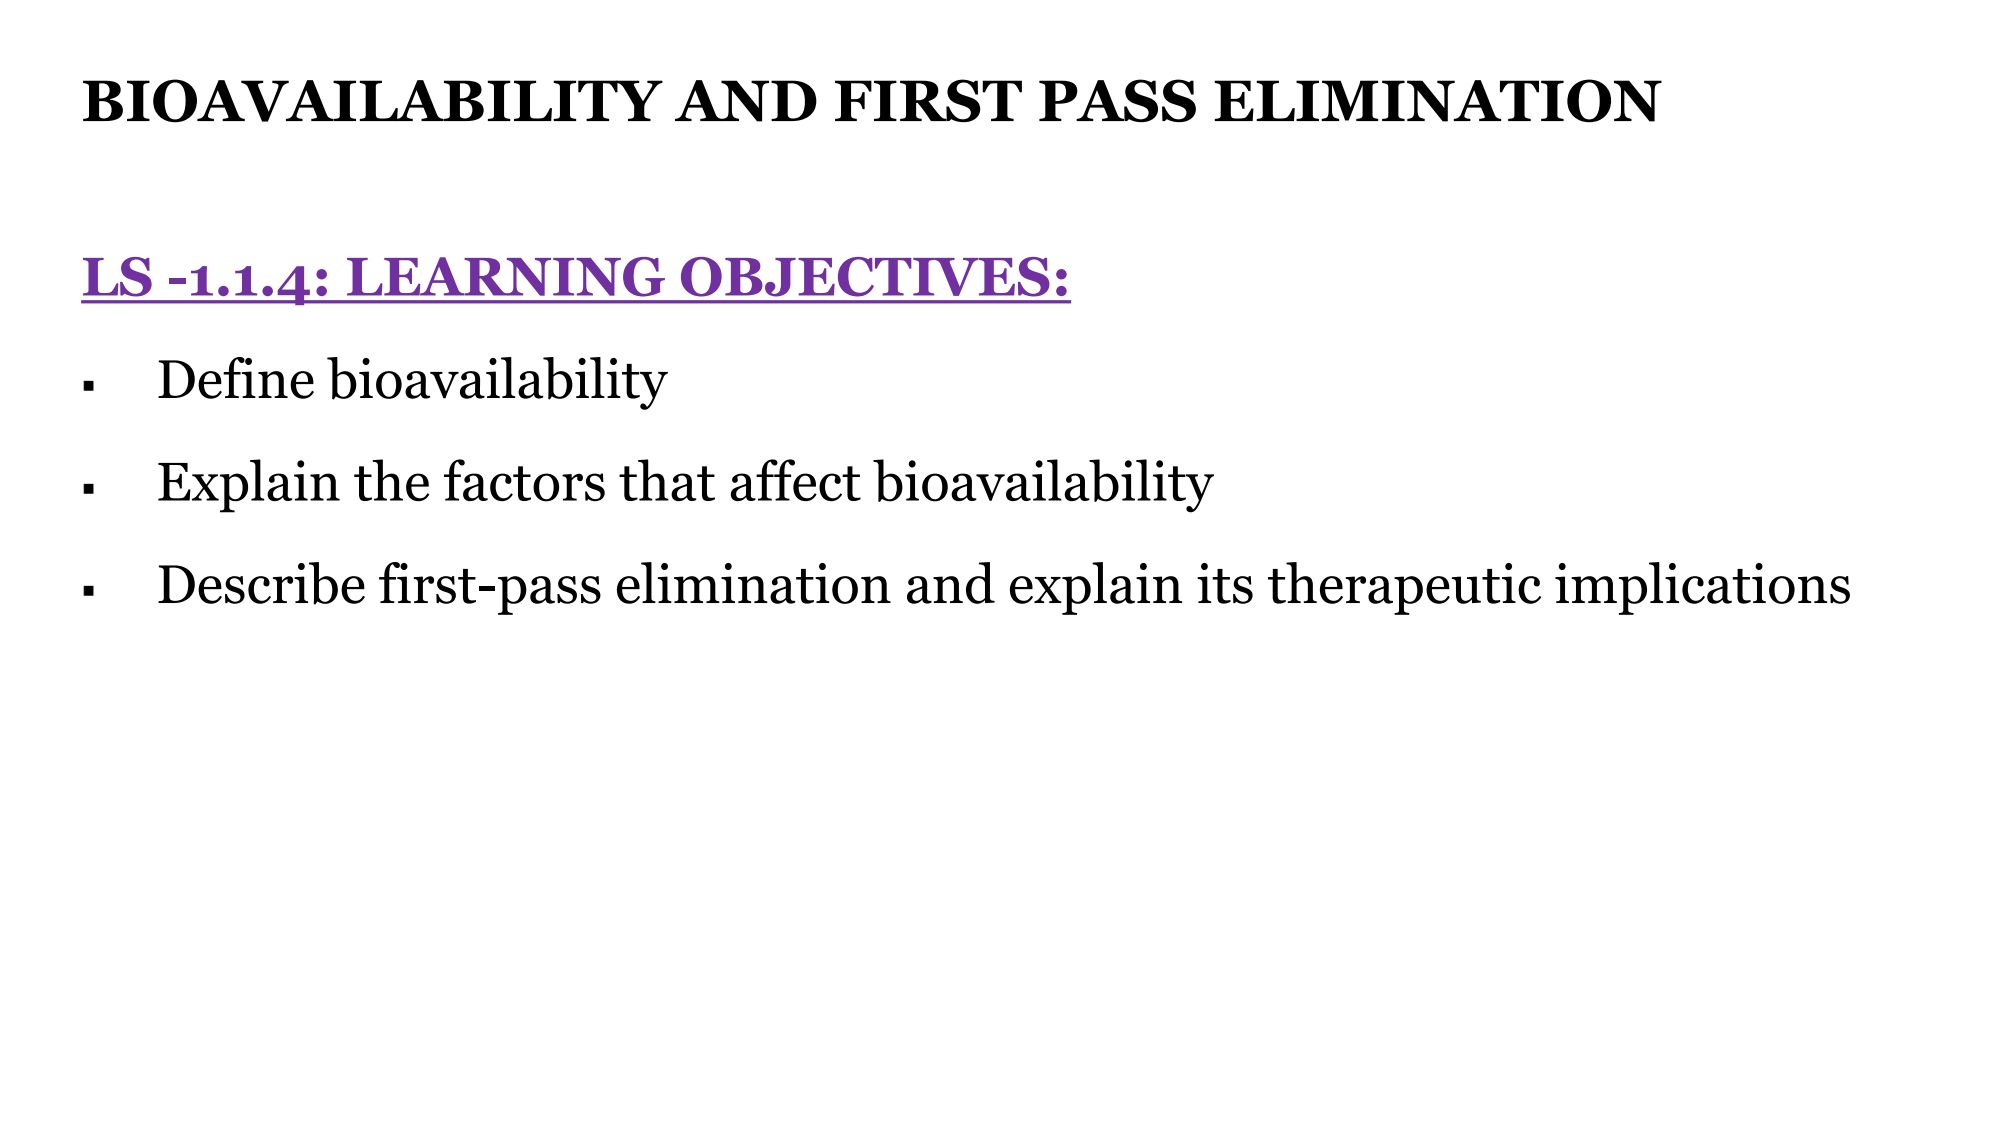 BIOAVAILABILITY AND FIRST PASS ELIMINATION
LS -1.1.4: LEARNING OBJECTIVES:
▪ Define bioavailability
▪ Explain the factors that affect bioavailability
▪ Describe first-pass elimination and explain its therapeutic implications